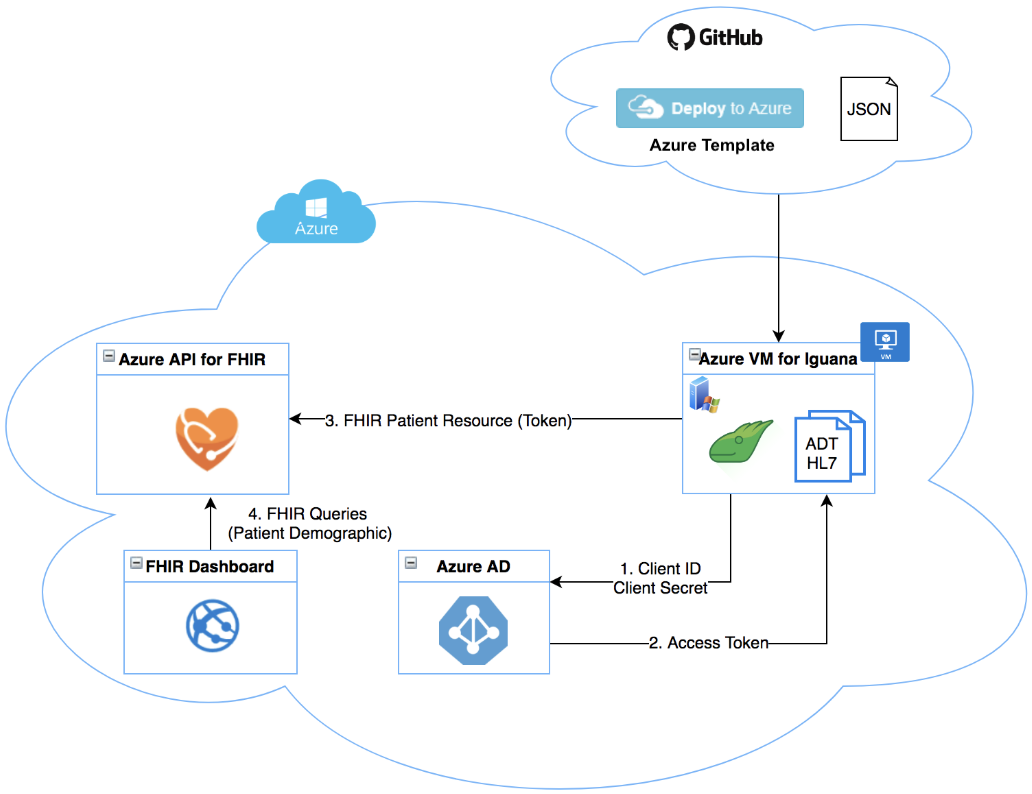 GitHub
Deploy to Azure
JSON
Azure Template
Azure
Azure API for FHIR
Azure VM for Iguana
VM
3. FHIR Patient Resource (Token)
ADT
HL7
4. FHIR Queries
(Patient Demographic)
FHIR Dashboard
Azure AD
1. Client ID
Client Secret
2. Access Token